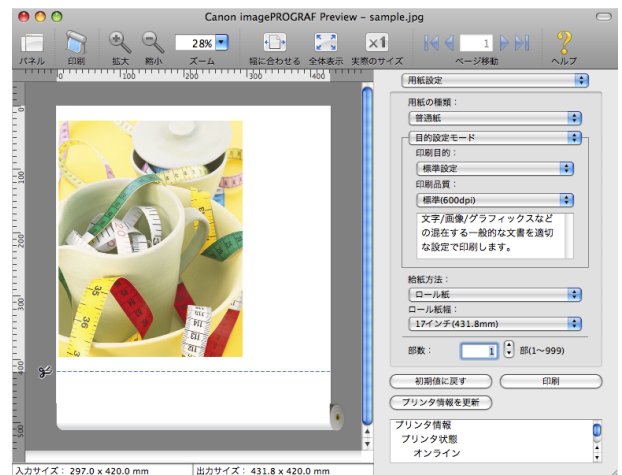 Canon imagePROGRAF Preview – sample.jpg
28%
1
パネル 印刷 拡大 縮小 ズーム 幅に合わせる 全体表示 実際のサイズ ページ移動 ヘルプ
0 100 200 300 400
0
100
200
300
400
500
用紙設定
用紙の種類：
普通紙
目的設定モード
印刷目的：
標準設定
印刷品質：
標準(600dpi)
文字/画像/グラフィックスなど
の混在する一般的な文書を適切
な設定で印刷します。
給紙方法：
ロール紙
ロール紙幅：
17インチ(431.8mm)
部数： 1 部(1〜999)
初期値に戻す 印刷
プリンタ情報を更新
プリンタ情報
プリンタ状態
オンライン
入力サイズ： 297.0 x 420.0 mm 出力サイズ： 431.8 x 420.0 mm